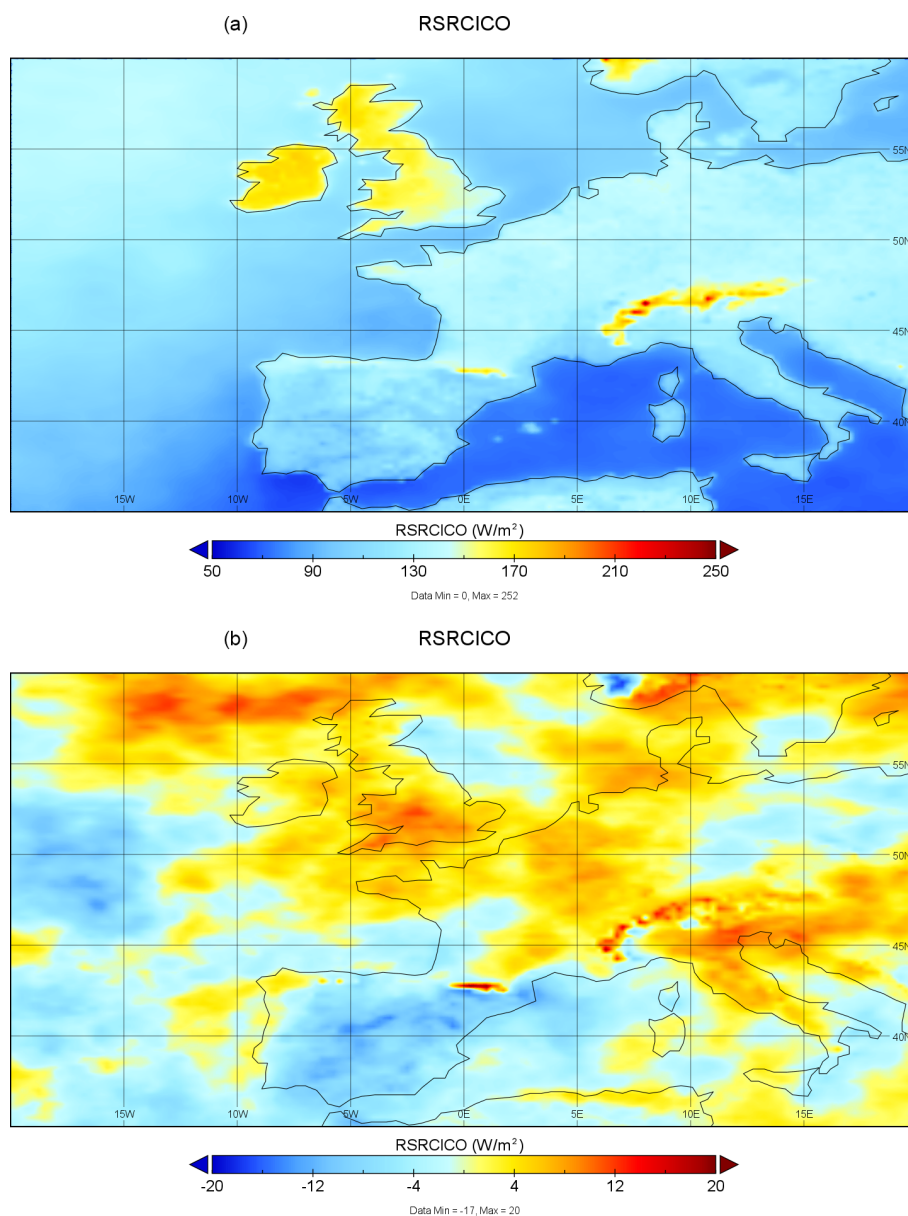 (a) RSRCICO
55N
50N
45N
40N
15W 10W 5W 0E 5E 10E 15E
RSRCICO (W/m²)
50 90 130 170 210 250
Data Min = 0, Max = 252
(b) RSRCICO
55N
50N
45N
40N
15W 10W 5W 0E 5E 10E 15E
RSRCICO (W/m²)
-20 -12 -4 4 12 20
Data Min = -17, Max = 20